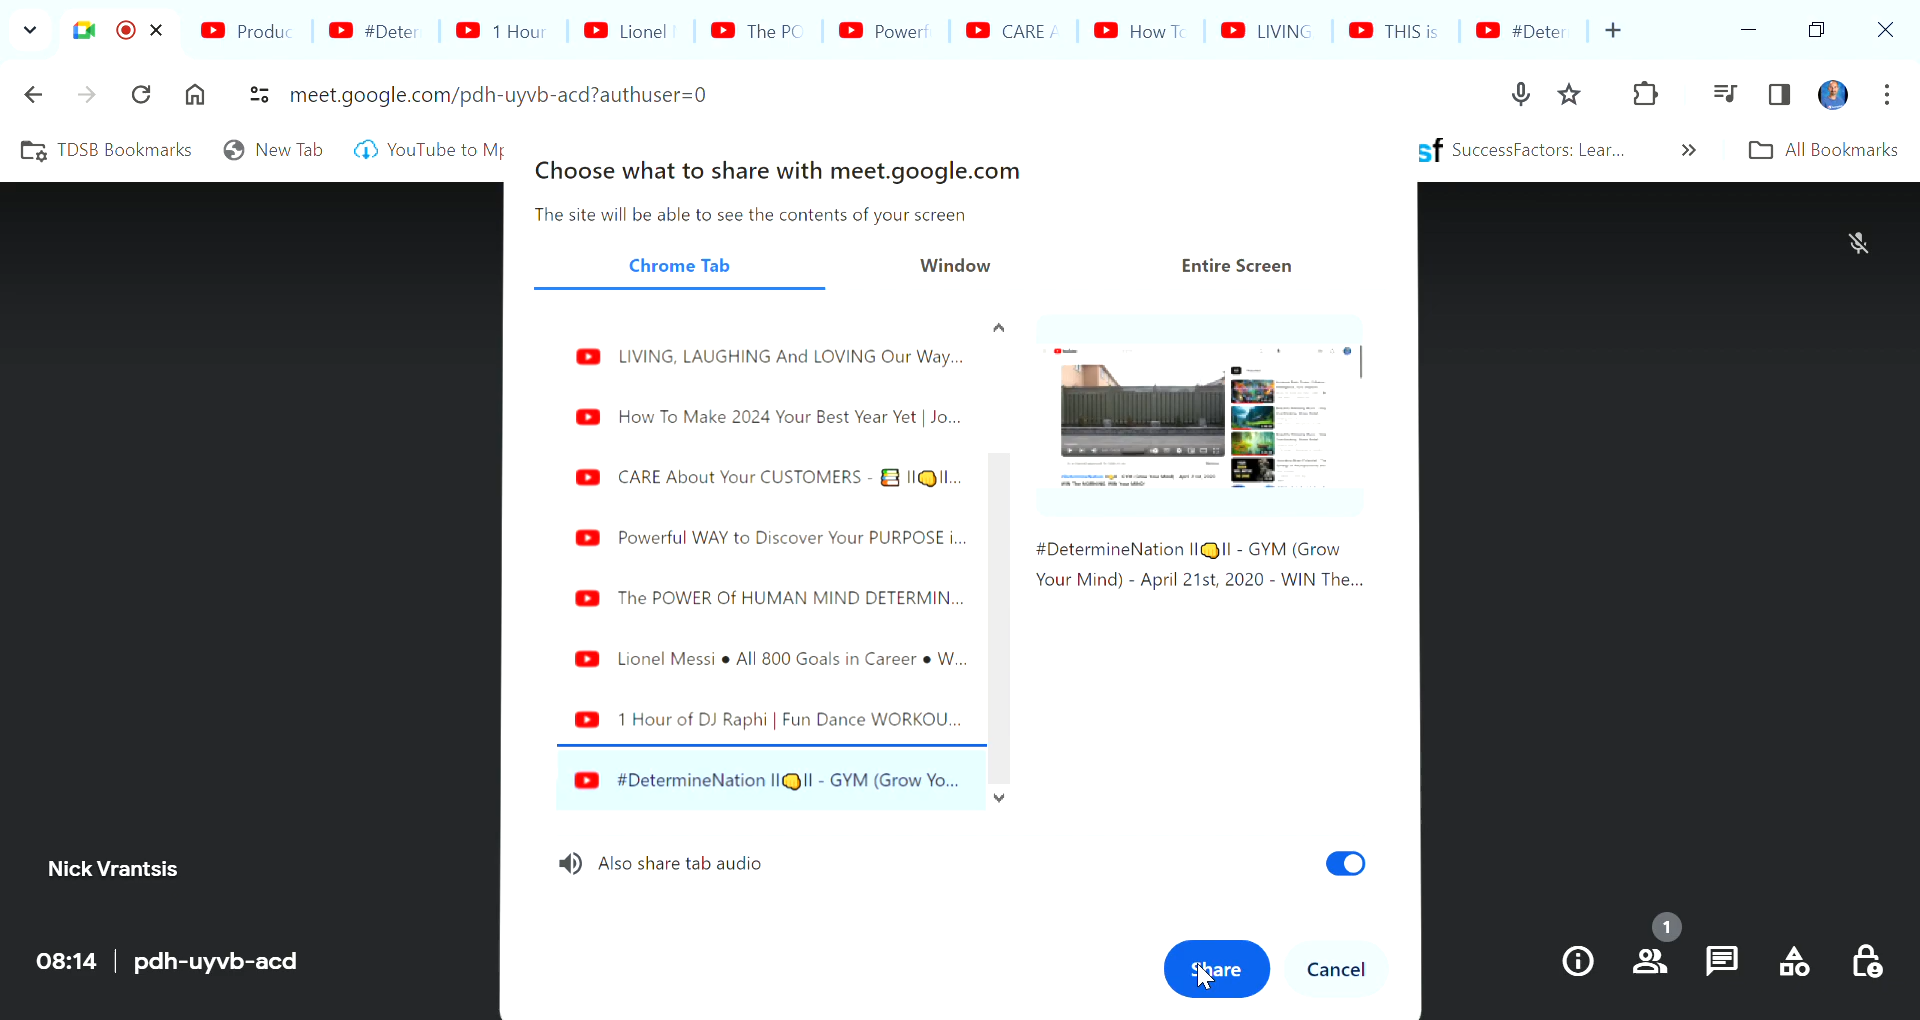 Produc
#Deter
1 Hour
Lionel
The PO
Powerf
CARE A
How To
LIVING
THIS is
#Deter
meet.google.com/pdh-uyvb-acd?authuser=0
TDSB Bookmarks
New Tab
YouTube to Mp
sf SuccessFactors: Lear...
All Bookmarks
Choose what to share with meet.google.com
The site will be able to see the contents of your screen
Chrome Tab
Window
Entire Screen
LIVING, LAUGHING And LOVING Our Way...
How To Make 2024 Your Best Year Yet | Jo...
CARE About Your CUSTOMERS - 📚 II👊II...
Powerful WAY to Discover Your PURPOSE i...
The POWER Of HUMAN MIND DETERMIN...
Lionel Messi ● All 800 Goals in Career ● W...
1 Hour of DJ Raphi | Fun Dance WORKOU...
#DetermineNation II👊II - GYM (Grow Yo...
#DetermineNation II👊II - GYM (Grow
Your Mind) - April 21st, 2020 - WIN The...
Also share tab audio
Share
Cancel
Nick Vrantsis
08:14 | pdh-uyvb-acd
1